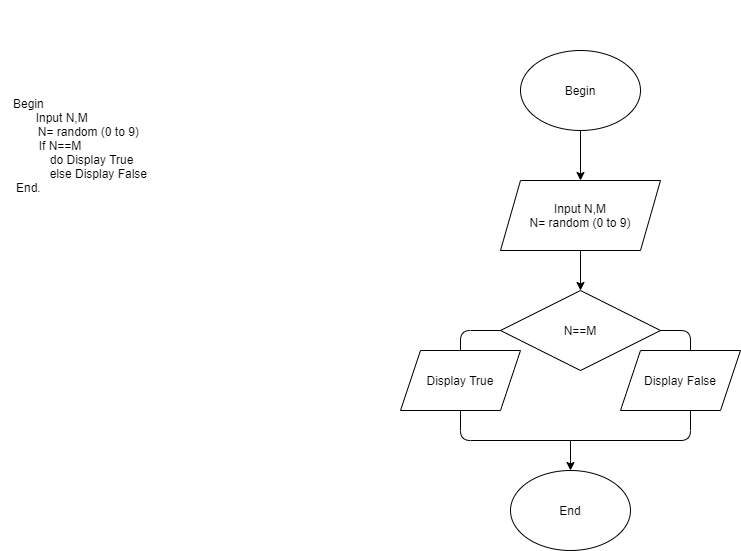 Begin
Input N,M
N= random (0 to 9)
If N==M
do Display True
else Display False
End.
Begin
Input N,M
N= random (0 to 9)
N==M
Display True
Display False
End